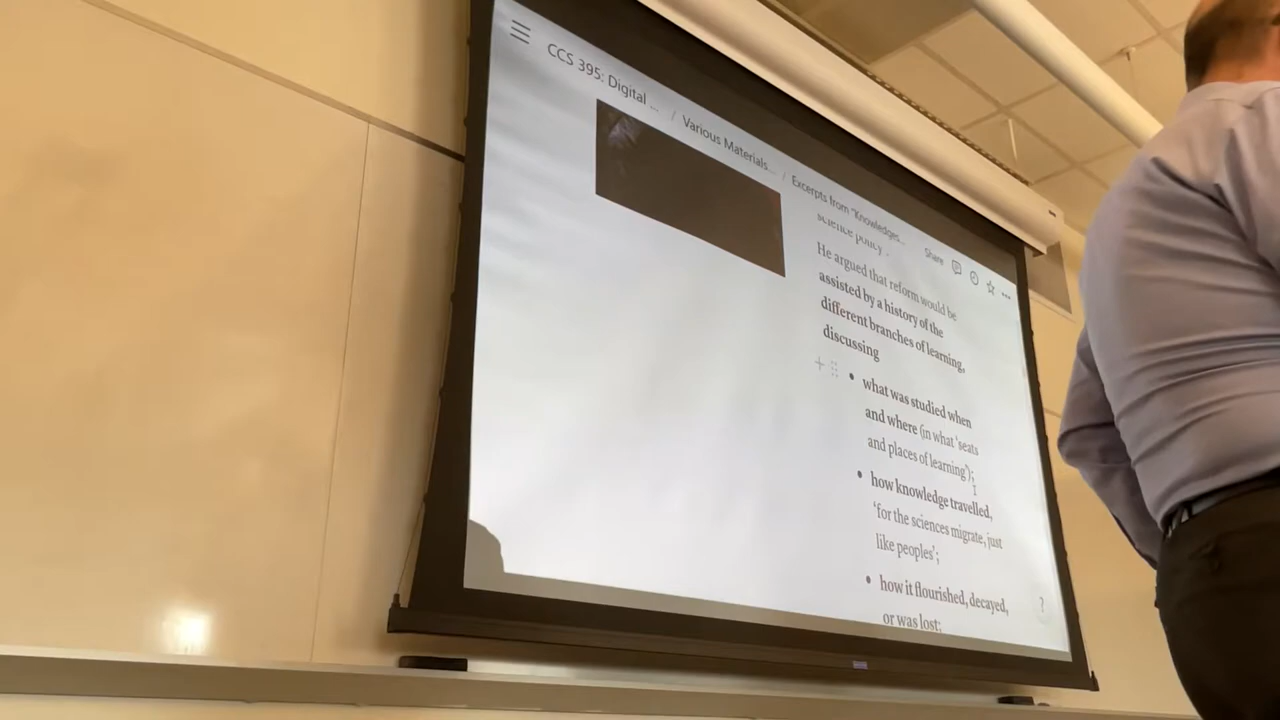 CCS 395: Digital ... / Various Materials... / Excerpts from "Knowledges...
Share
science policy'.
He argued that reform would be
assisted by a history of the
different branches of learning,
discussing
• what was studied when
and where (in what 'seats
and places of learning');
• how knowledge travelled,
'for the sciences migrate, just
like peoples';
• how it flourished, decayed,
or was lost;
?